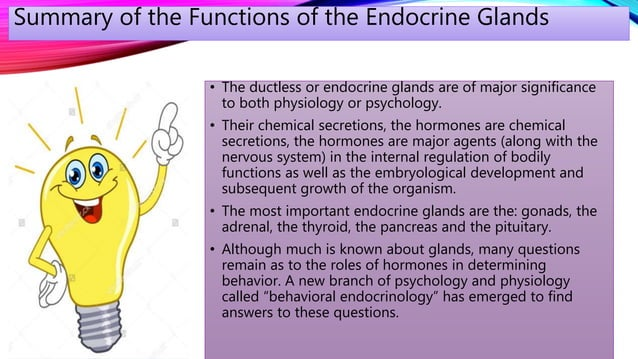 Summary of the Functions of the Endocrine Glands
• The ductless or endocrine glands are of major significance
to both physiology or psychology.
• Their chemical secretions, the hormones are chemical
secretions, the hormones are major agents (along with the
nervous system) in the internal regulation of bodily
functions as well as the embryological development and
subsequent growth of the organism.
• The most important endocrine glands are the: gonads, the
adrenal, the thyroid, the pancreas and the pituitary.
• Although much is known about glands, many questions
remain as to the roles of hormones in determining
behavior. A new branch of psychology and physiology
called “behavioral endocrinology” has emerged to find
answers to these questions.